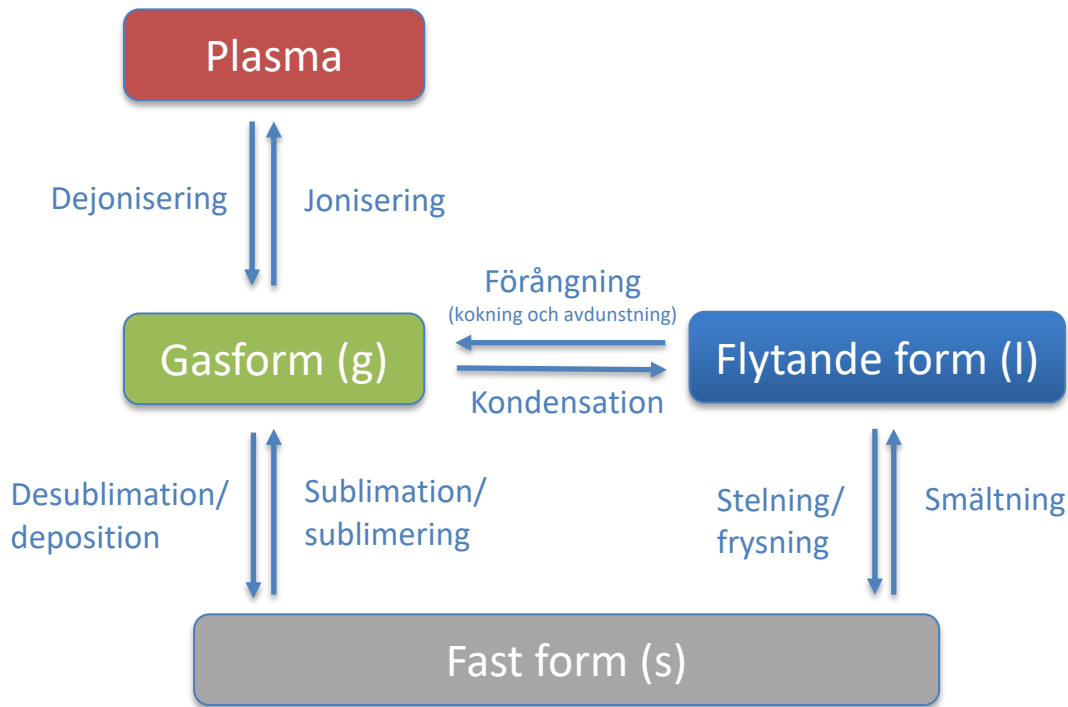 Plasma
Dejonisering
Jonisering
Förångning
(kokning och avdunstning)
Gasform (g)
Flytande form (l)
Kondensation
Desublimation/
deposition
Sublimation/
sublimering
Stelning/
frysning
Smältning
Fast form (s)